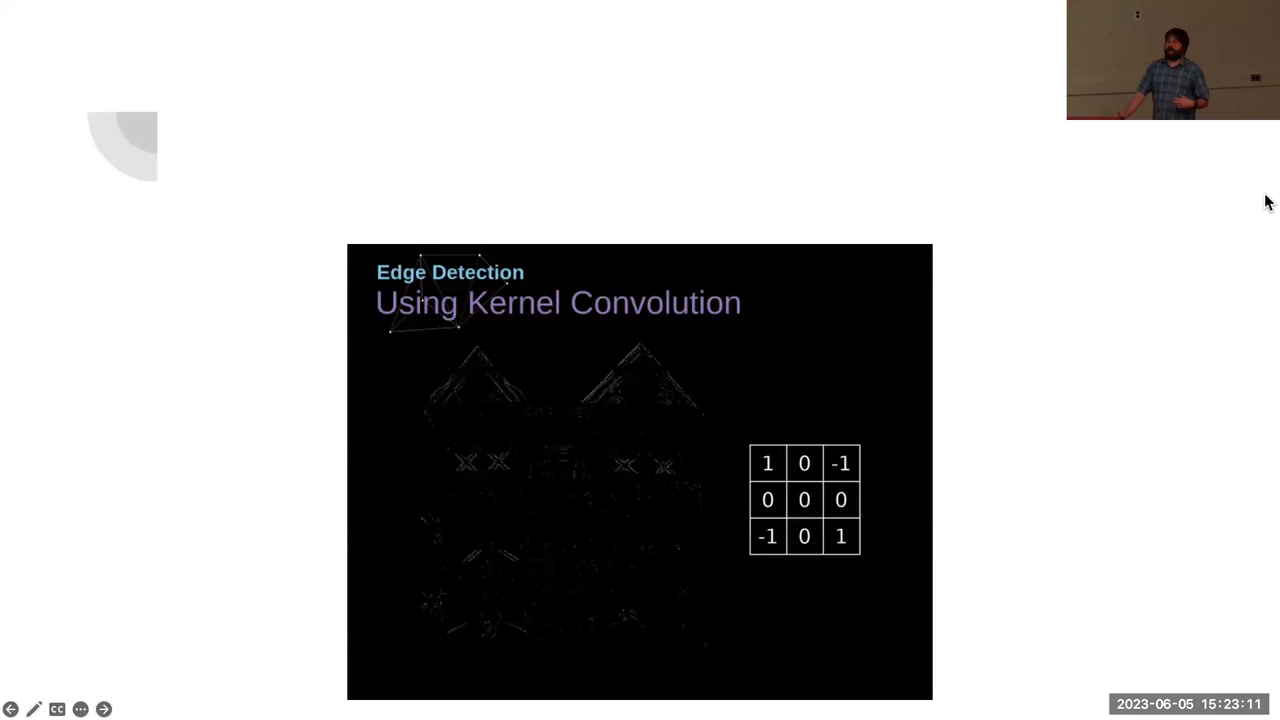 Edge Detection
Using Kernel Convolution
1 0 -1
0 0 0
-1 0 1
CC
2023-06-05 15:23:11